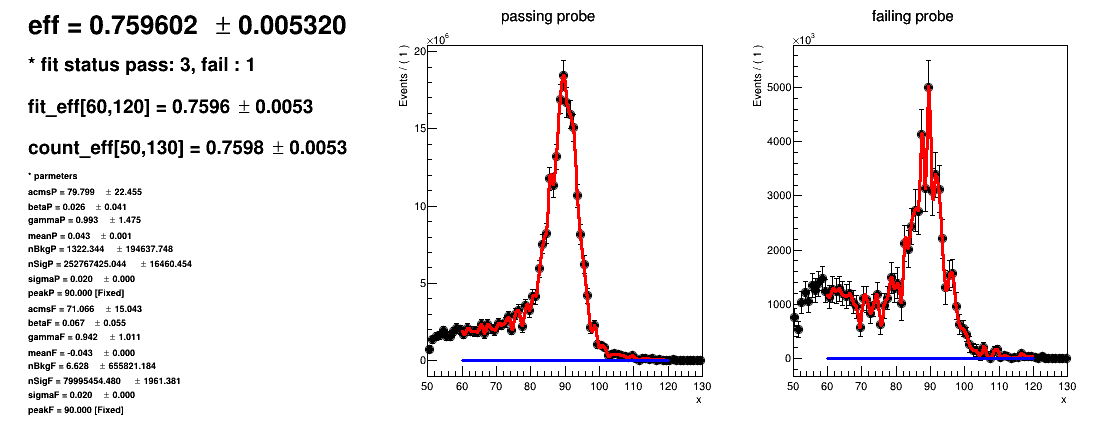 eff = 0.759602 ± 0.005320
* fit status pass: 3, fail : 1
fit_eff[60,120] = 0.7596 ± 0.0053
count_eff[50,130] = 0.7598 ± 0.0053
* parmeters
acmsP = 79.799 ± 22.455
betaP = 0.026 ± 0.041
gammaP = 0.993 ± 1.475
meanP = 0.043 ± 0.001
nBkgP = 1322.344 ± 194637.748
nSigP = 252767425.044 ± 16460.454
sigmaP = 0.020 ± 0.000
peakP = 90.000 [Fixed]
acmsF = 71.066 ± 15.043
betaF = 0.067 ± 0.055
gammaF = 0.942 ± 1.011
meanF = -0.043 ± 0.000
nBkgF = 6.628 ± 655821.184
nSigF = 79995454.480 ± 1961.381
sigmaF = 0.020 ± 0.000
peakF = 90.000 [Fixed]
passing probe
×10⁶
Events / ( 1 )
20
15
10
5
0
50 60 70 80 90 100 110 120 130
x
failing probe
×10³
Events / ( 1 )
5000
4000
3000
2000
1000
0
50 60 70 80 90 100 110 120 130
x